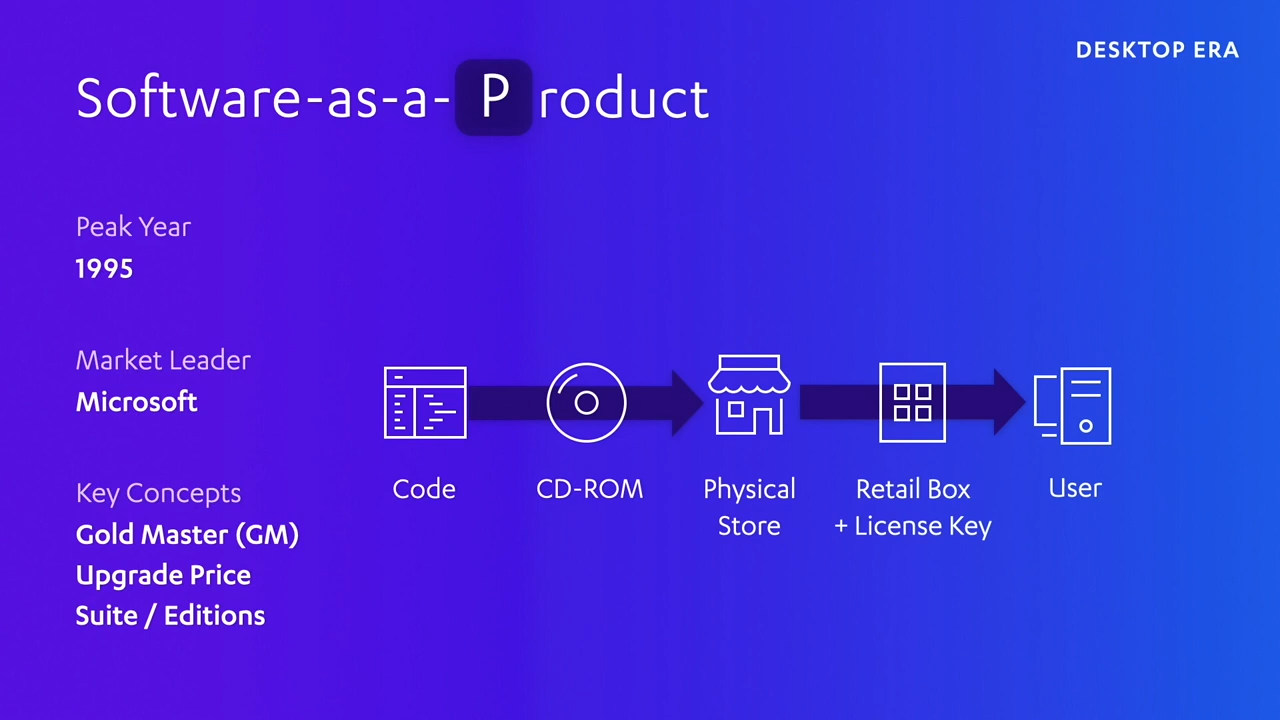 DESKTOP ERA
Software-as-a-Product
Peak Year
1995
Market Leader
Microsoft
Key Concepts
Gold Master (GM)
Upgrade Price
Suite / Editions
Code
CD-ROM
Physical
Store
Retail Box
+ License Key
User